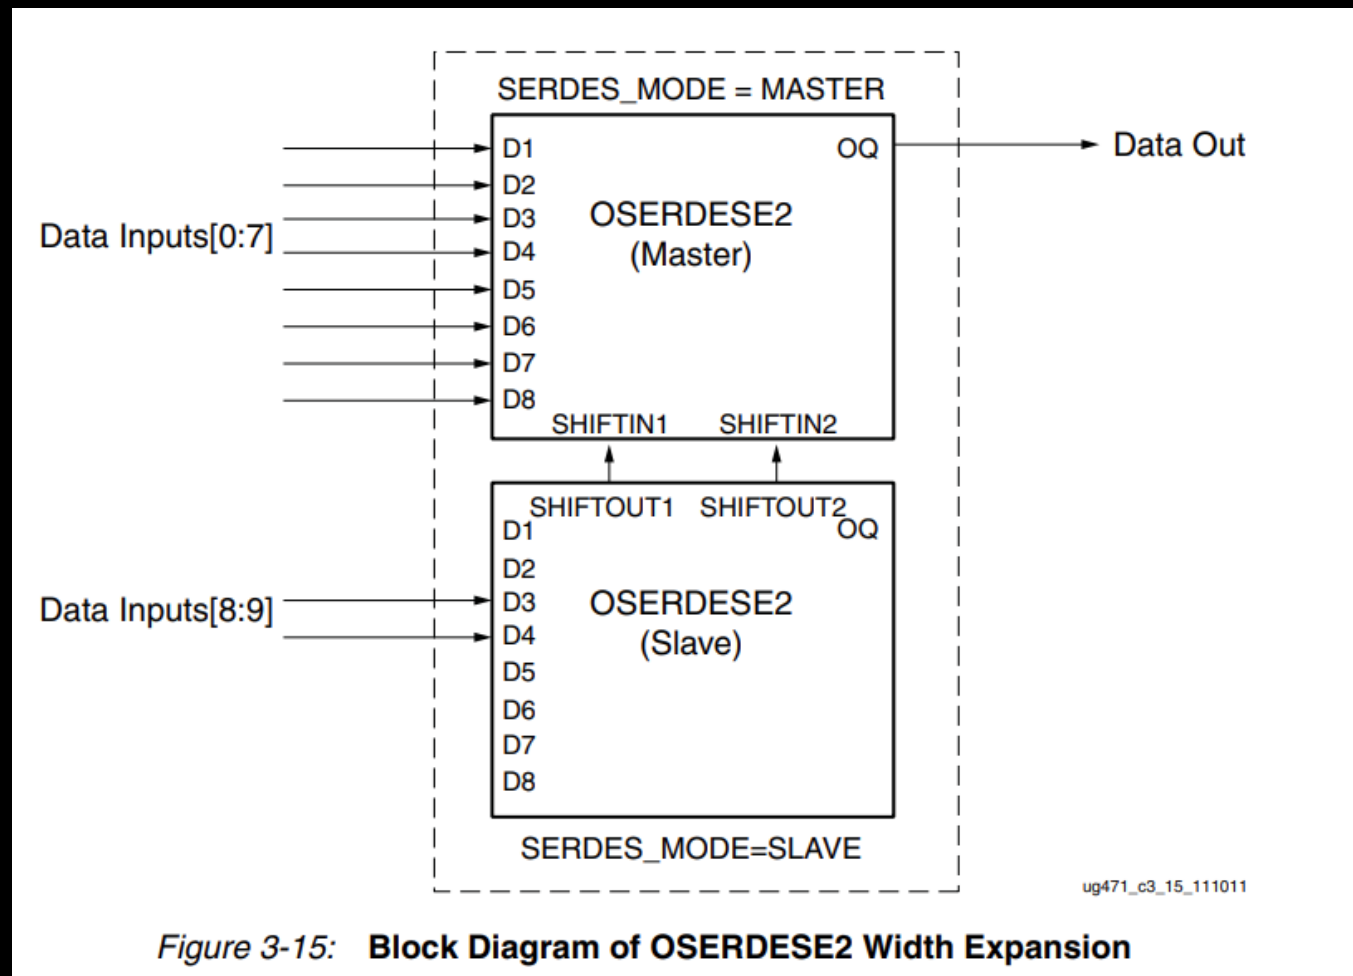 SERDES_MODE = MASTER
D1
OQ
Data Out
D2
D3
OSERDESE2
Data Inputs[0:7]
D4
(Master)
D5
D6
D7
D8
SHIFTIN1 SHIFTIN2
SHIFTOUT1 SHIFTOUT2
D1
OQ
D2
D3
OSERDESE2
Data Inputs[8:9]
D4
(Slave)
D5
D6
D7
D8
SERDES_MODE=SLAVE
ug471_c3_15_111011
Figure 3-15: Block Diagram of OSERDESE2 Width Expansion